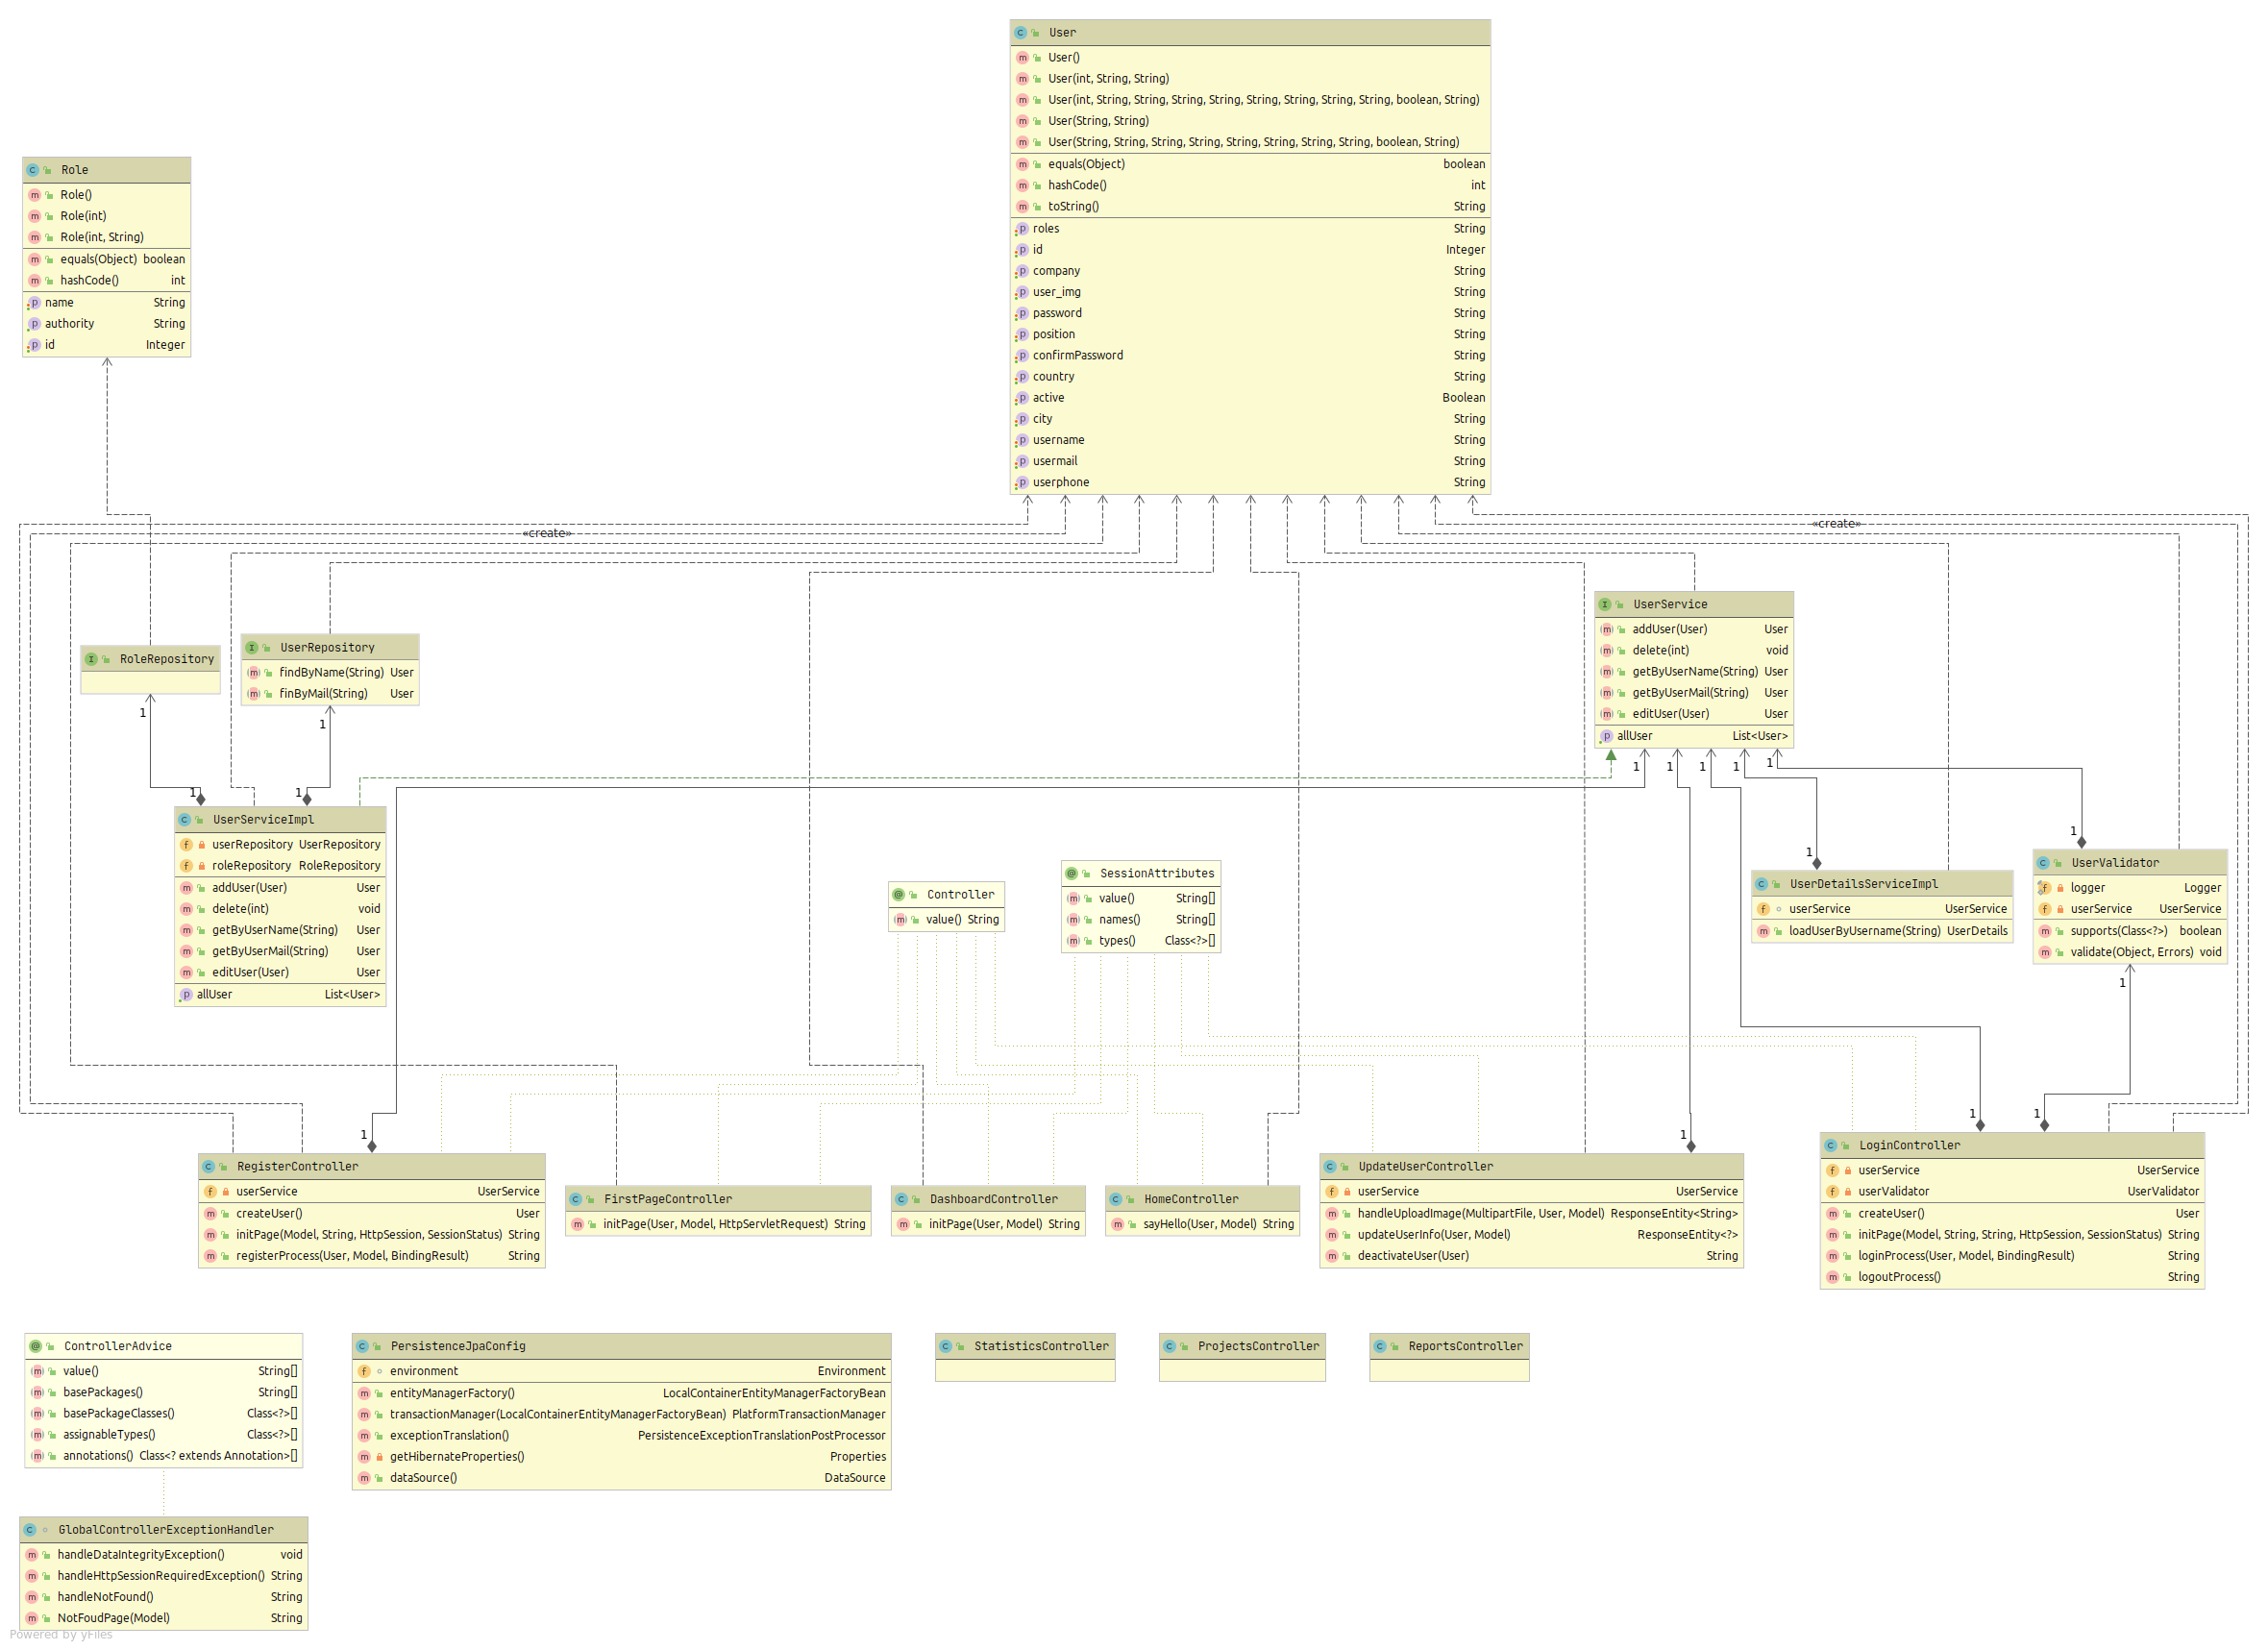 User
User()
User(int, String, String)
User(int, String, String, String, String, String, String, String, String, boolean, String)
User(String, String)
User(String, String, String, String, String, String, String, String, boolean, String)
equals(Object) boolean
hashCode() int
toString() String
roles String
id Integer
company String
user_img String
password String
position String
confirmPassword String
country String
active Boolean
city String
username String
usermail String
userphone String
Role
Role()
Role(int)
Role(int, String)
equals(Object) boolean
hashCode() int
name String
authority String
id Integer
«create»
«create»
RoleRepository
1
1
UserRepository
findByName(String) User
finByMail(String) User
1
1
UserService
addUser(User) User
delete(int) void
getByUserName(String) User
getByUserMail(String) User
editUser(User) User
allUser List<User>
1
1
1
1
1
UserServiceImpl
userRepository UserRepository
roleRepository RoleRepository
addUser(User) User
delete(int) void
getByUserName(String) User
getByUserMail(String) User
editUser(User) User
allUser List<User>
Controller
value() String
SessionAttributes
value() String[]
names() String[]
types() Class<?>[]
1
UserDetailsServiceImpl
userService UserService
loadUserByUsername(String) UserDetails
1
UserValidator
logger Logger
userService UserService
supports(Class<?>) boolean
validate(Object, Errors) void
1
1
RegisterController
userService UserService
createUser() User
initPage(Model, String, HttpSession, SessionStatus) String
registerProcess(User, Model, BindingResult) String
FirstPageController
initPage(User, Model, HttpServletRequest) String
DashboardController
initPage(User, Model) String
HomeController
sayHello(User, Model) String
1
UpdateUserController
userService UserService
handleUploadImage(MultipartFile, User, Model) ResponseEntity<String>
updateUserInfo(User, Model) ResponseEntity<?>
deactivateUser(User) String
1
1
LoginController
userService UserService
userValidator UserValidator
createUser() User
initPage(Model, String, String, HttpSession, SessionStatus) String
loginProcess(User, Model, BindingResult) String
logoutProcess() String
ControllerAdvice
value() String[]
basePackages() String[]
basePackageClasses() Class<?>[]
assignableTypes() Class<?>[]
annotations() Class<? extends Annotation>[]
PersistenceJpaConfig
environment Environment
entityManagerFactory() LocalContainerEntityManagerFactoryBean
transactionManager(LocalContainerEntityManagerFactoryBean) PlatformTransactionManager
exceptionTranslation() PersistenceExceptionTranslationPostProcessor
getHibernateProperties() Properties
dataSource() DataSource
StatisticsController
ProjectsController
ReportsController
GlobalControllerExceptionHandler
handleDataIntegrityException() void
handleHttpSessionRequiredException() String
handleNotFound() String
NotFoudPage(Model) String
Powered by yFiles